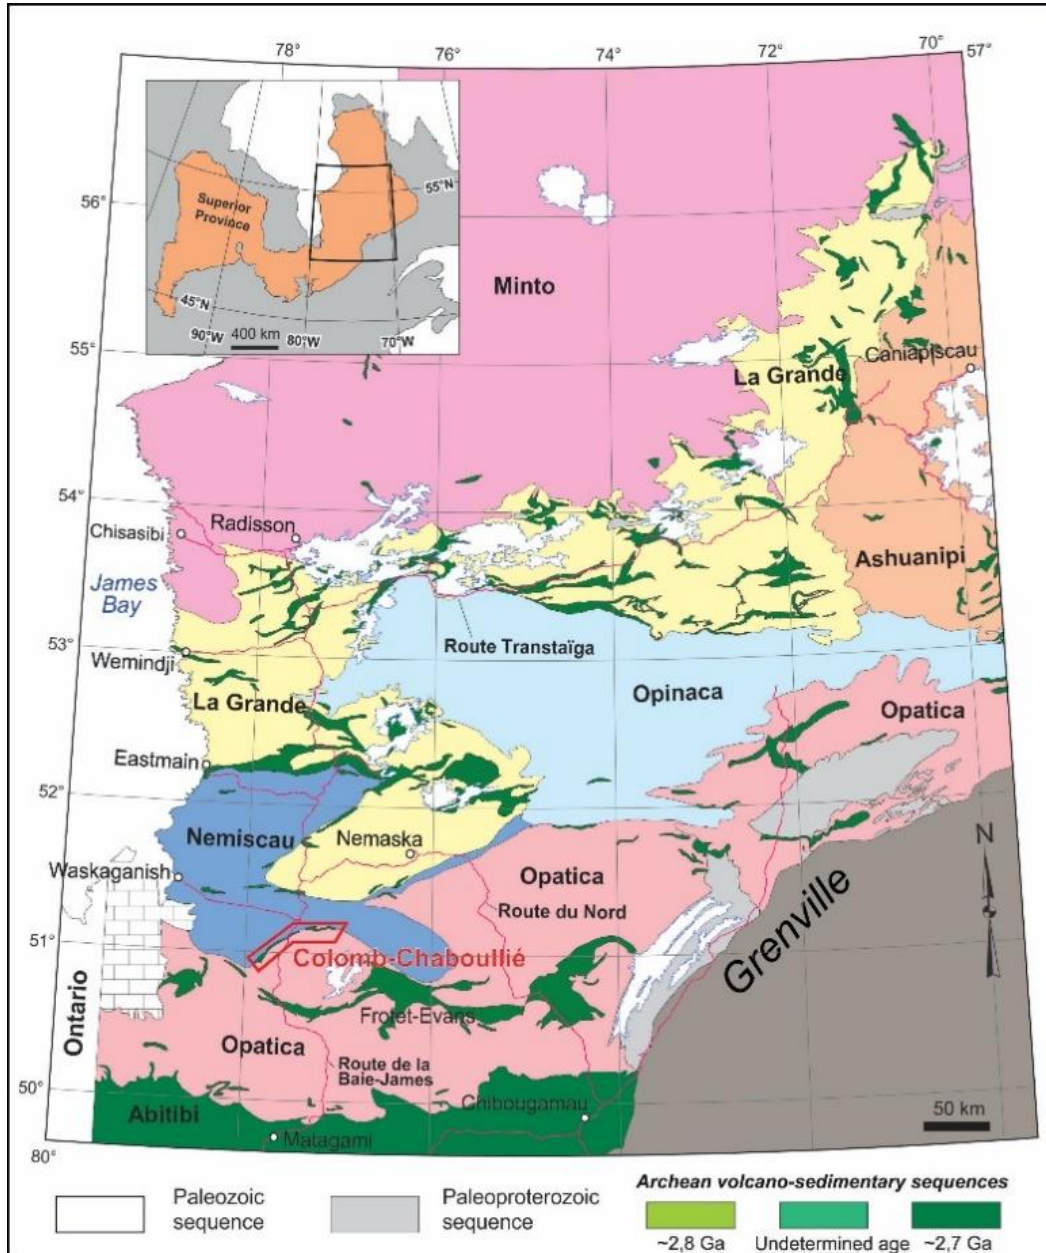 78°
76°
74°
72°
70°
57°
56°
55°
54°
53°
52°
51°
50°
80°
Superior
Province
55°N
45°N
90°W
400 km
80°W
70°W
Minto
La Grande
Caniapiscau
Chisasibi
Radisson
James
Bay
Ashuanipi
Route Transtaïga
Wemindji
La Grande
Opinaca
Opatica
Eastmain
Nemiscau
Nemaska
Waskaganish
Opatica
Route du Nord
N
Colomb-Chaboullié
Grenville
Ontario
Frotet-Evans
Opatica
Route de la
Baie-James
Abitibi
Chibougamau
Matagami
50 km
Paleozoic
sequence
Paleoproterozoic
sequence
Archean volcano-sedimentary sequences
~2,8 Ga
Undetermined age
~2,7 Ga